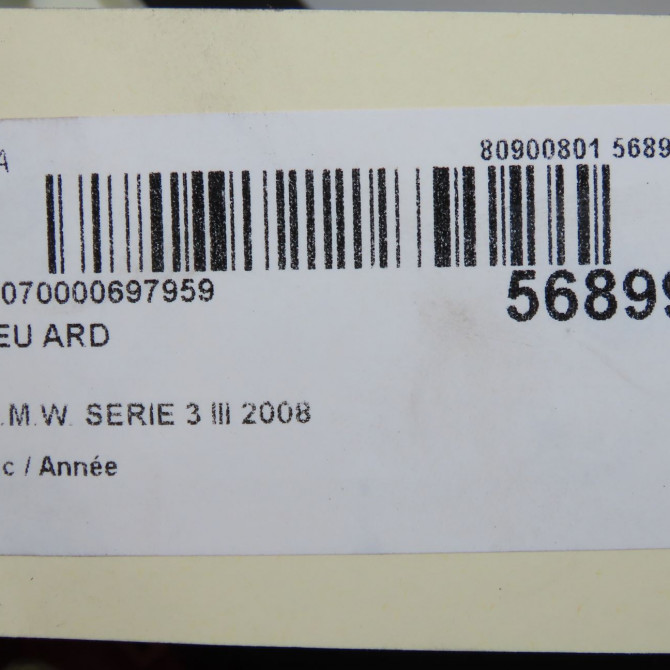 A 80900801 5689
070000697959 56899
EU ARD
.M.W. SERIE 3 III 2008
c / Année